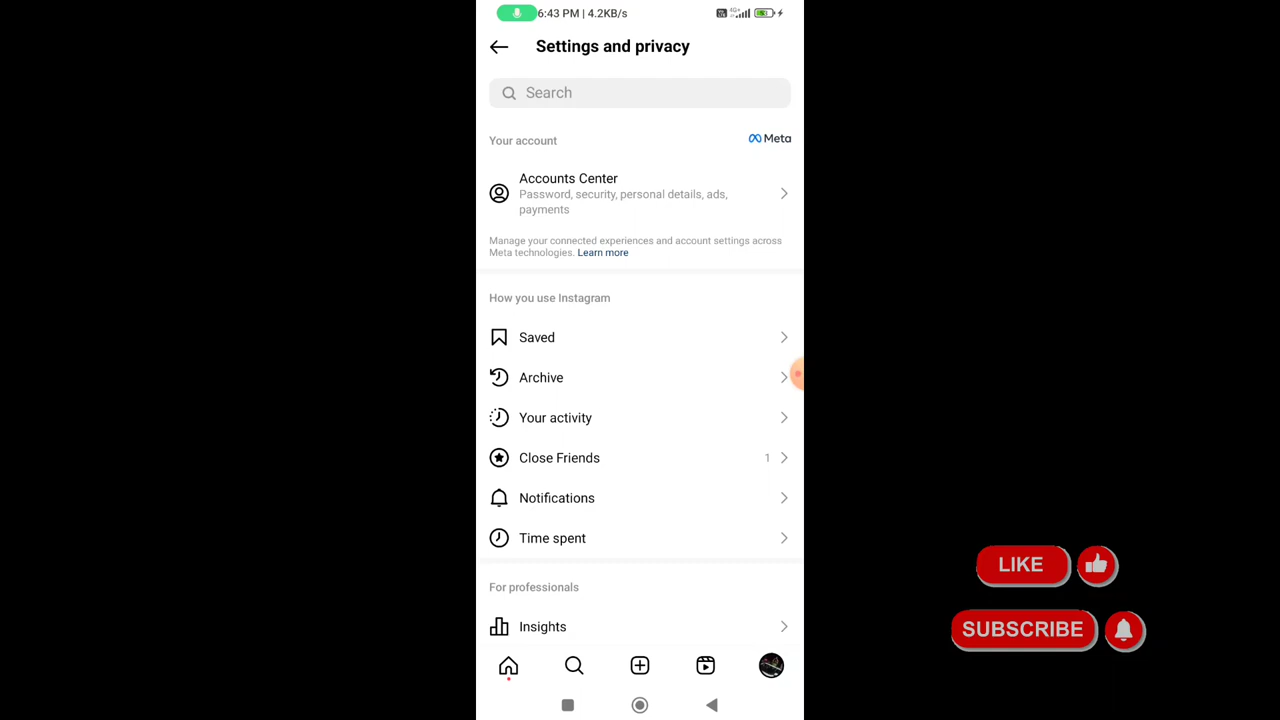 6:43 PM | 4.2KB/s
Settings and privacy
Search
Your account
Meta
Accounts Center
Password, security, personal details, ads,
payments
Manage your connected experiences and account settings across
Meta technologies. Learn more
How you use Instagram
Saved
Archive
Your activity
Close Friends 1
Notifications
Time spent
For professionals
Insights
LIKE
SUBSCRIBE